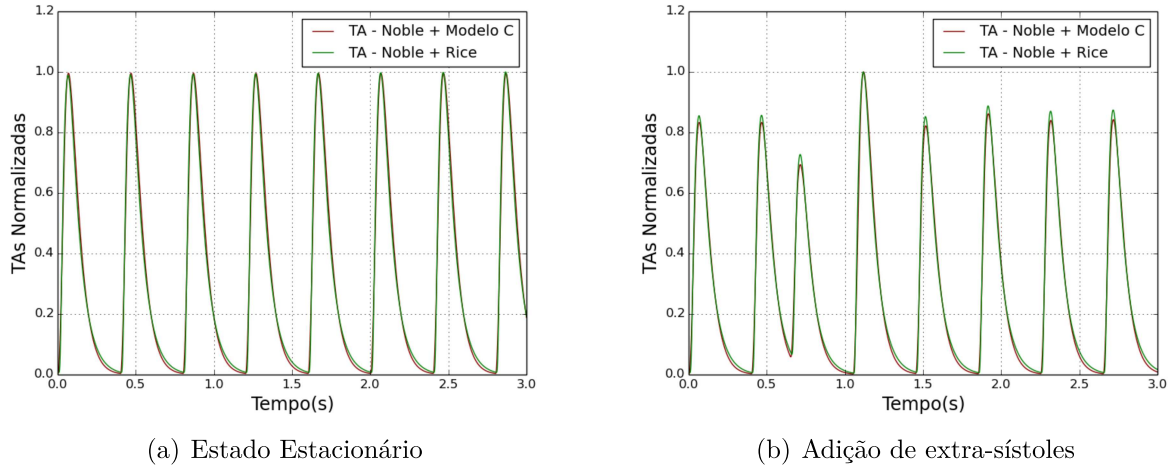 1.2
TA - Noble + Modelo C
TA - Noble + Rice
1.0
0.8
0.6
0.4
0.2
0.0
TAs Normalizadas
0.0 0.5 1.0 1.5 2.0 2.5 3.0
Tempo(s)
(a) Estado Estacionário
1.2
TA - Noble + Modelo C
TA - Noble + Rice
1.0
0.8
0.6
0.4
0.2
0.0
TAs Normalizadas
0.0 0.5 1.0 1.5 2.0 2.5 3.0
Tempo(s)
(b) Adição de extra-sístoles